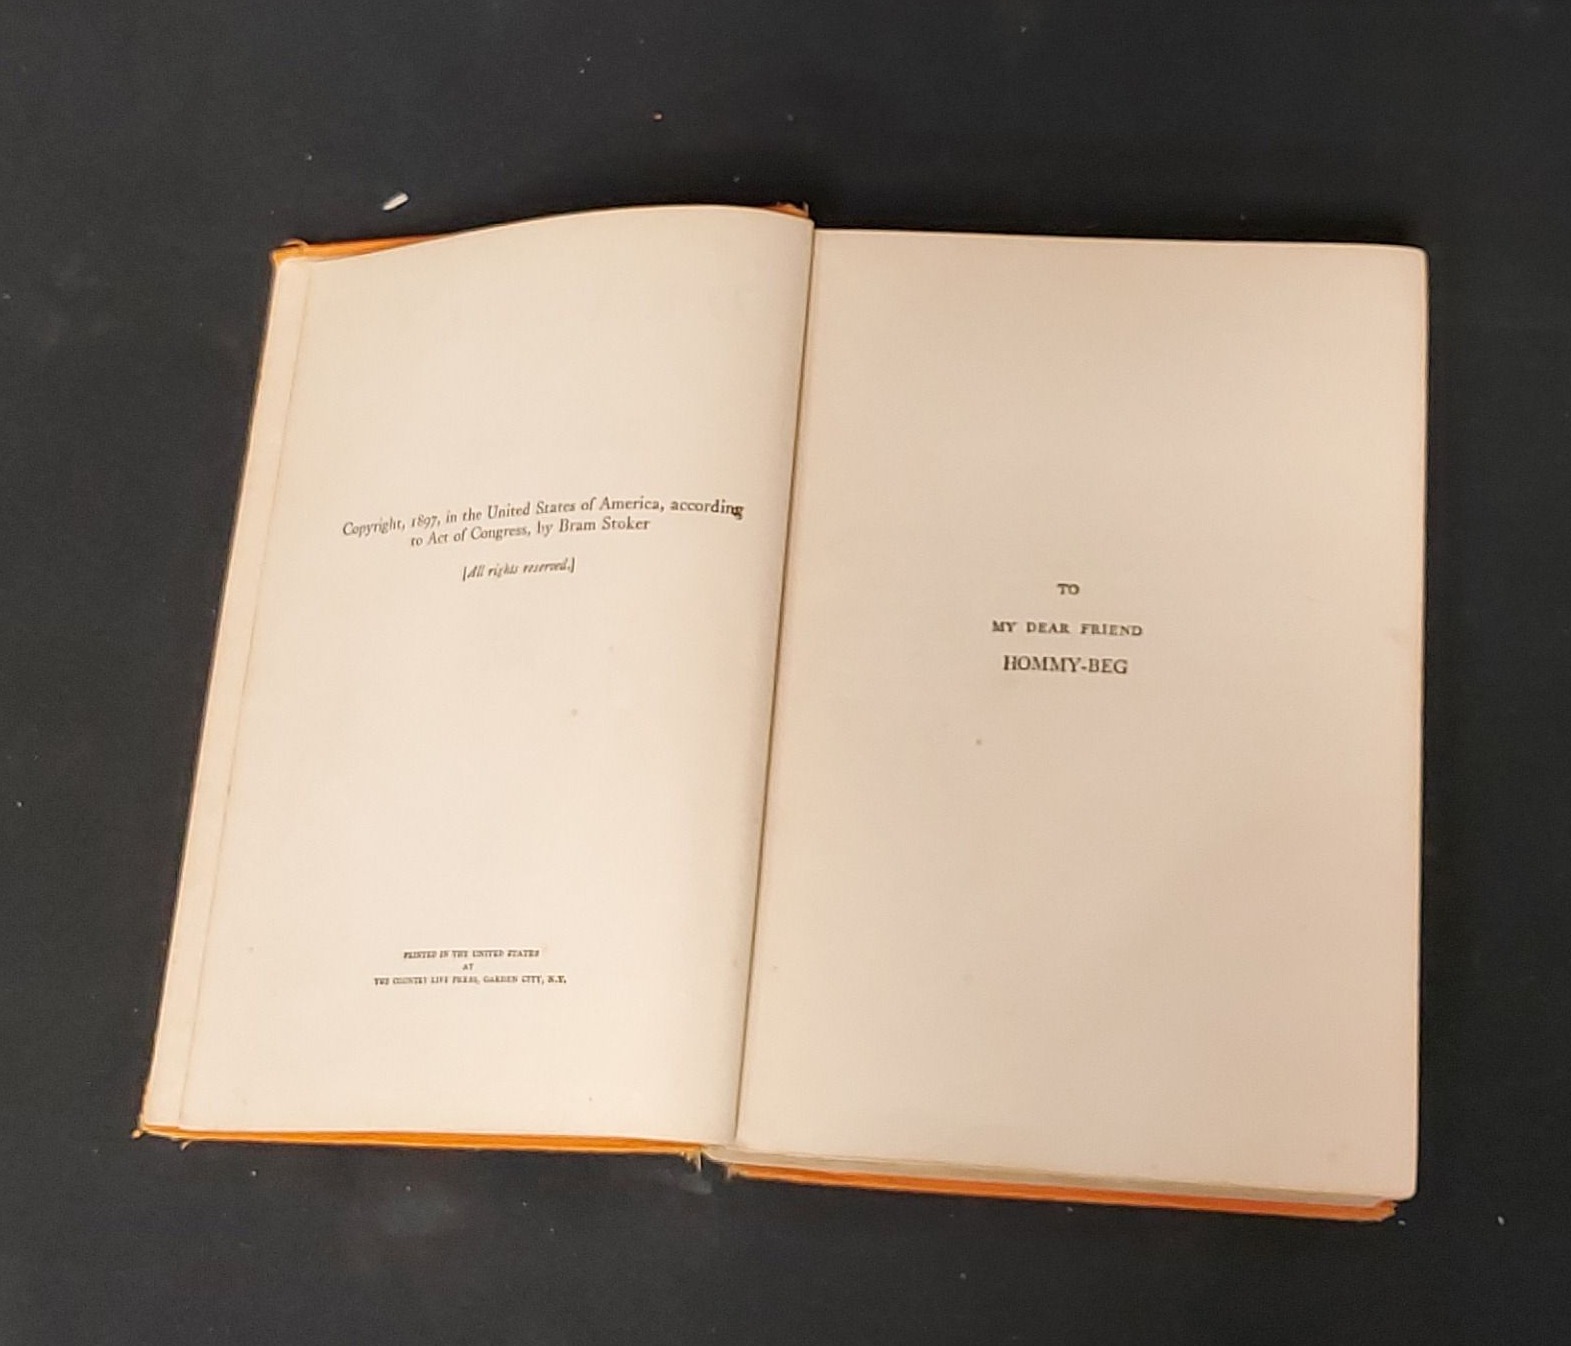 Copyright, 1897, in the United States of America, according
to Act of Congress, by Bram Stoker
[All rights reserved.]
PRINTED IN THE UNITED STATES
AT
THE COUNTRY LIFE PRESS, GARDEN CITY, N.Y.
TO
MY DEAR FRIEND
HOMMY-BEG